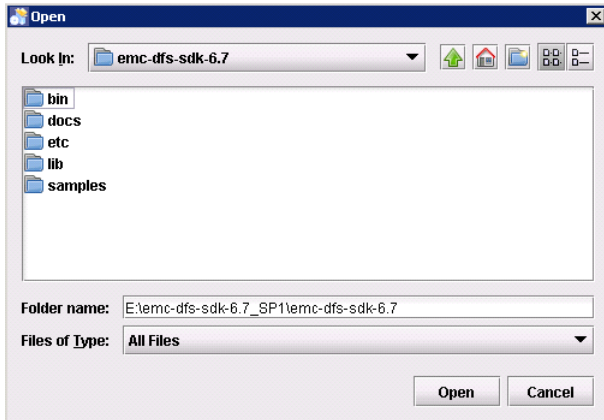 Open
Look In: emc-dfs-sdk-6.7
bin
docs
etc
lib
samples
Folder name: E:\emc-dfs-sdk-6.7_SP1\emc-dfs-sdk-6.7
Files of Type: All Files
Open Cancel